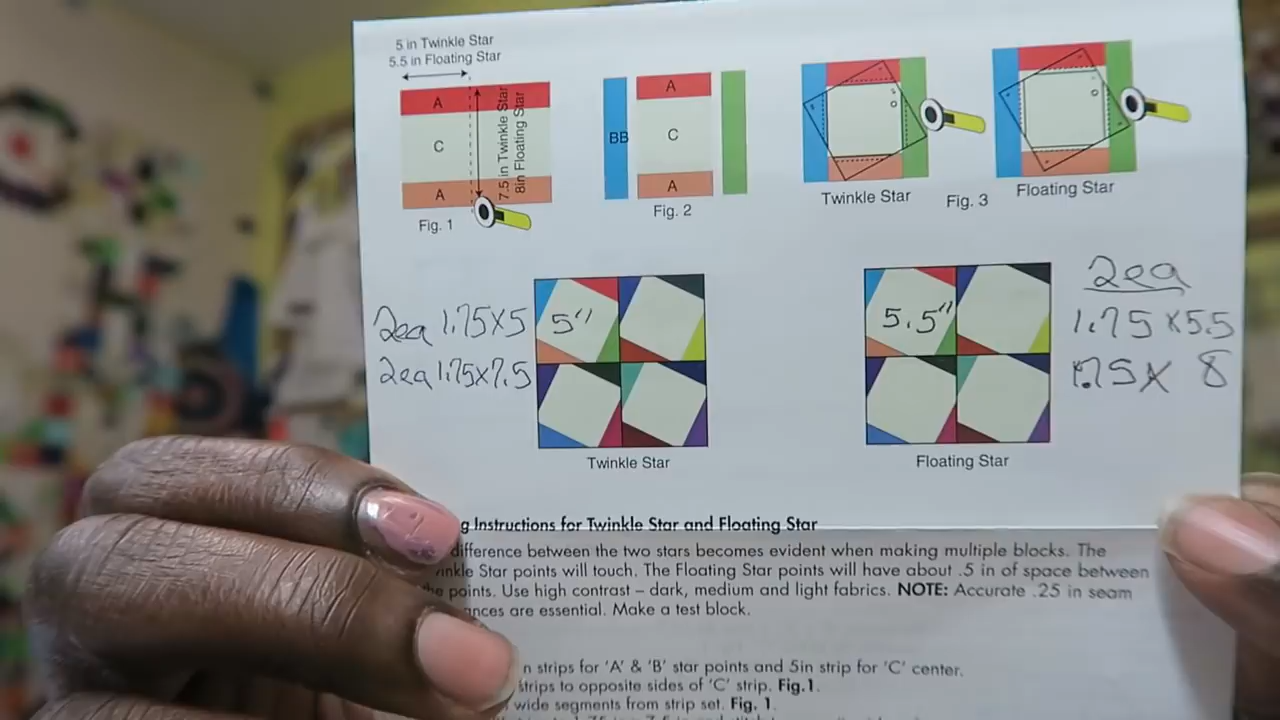 5 in Twinkle Star
5.5 in Floating Star
A
C
A
7.5 in Twinkle Star
8in Floating Star
Fig. 1
BB
A
C
A
Fig. 2
Twinkle Star
Fig. 3
Floating Star
2ea 1.75X5
2ea 1.75X7.5
5"
Twinkle Star
5.5"
Floating Star
2ea
1.75 X5.5
1.75X 8
g Instructions for Twinkle Star and Floating Star
difference between the two stars becomes evident when making multiple blocks. The
inkle Star points will touch. The Floating Star points will have about .5 in of space between
the points. Use high contrast – dark, medium and light fabrics. NOTE: Accurate .25 in seam
ances are essential. Make a test block.
n strips for 'A' & 'B' star points and 5in strip for 'C' center.
strips to opposite sides of 'C' strip. Fig.1.
wide segments from strip set. Fig. 1.